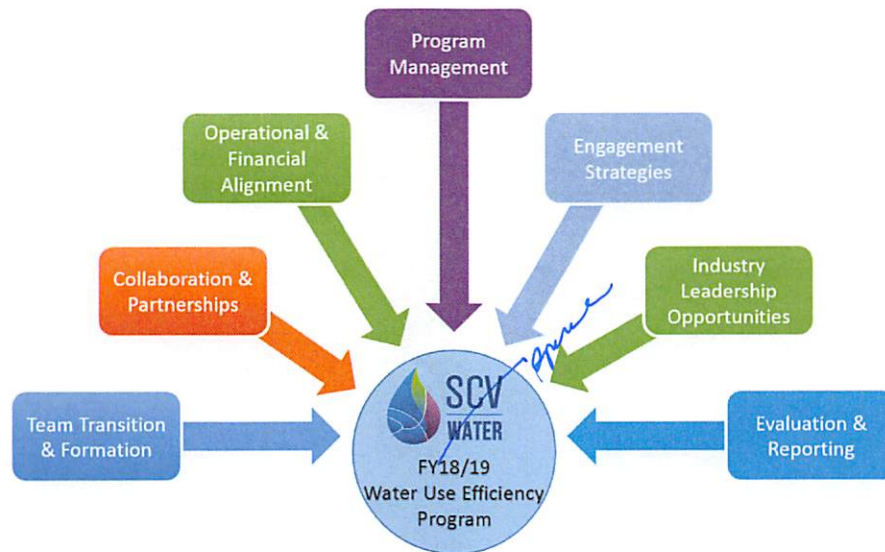 Program
Management
Operational &
Financial
Alignment
Engagement
Strategies
Collaboration &
Partnerships
Industry
Leadership
Opportunities
Team Transition
& Formation
SCV
WATER
FY18/19
Water Use Efficiency
Program
Evaluation &
Reporting